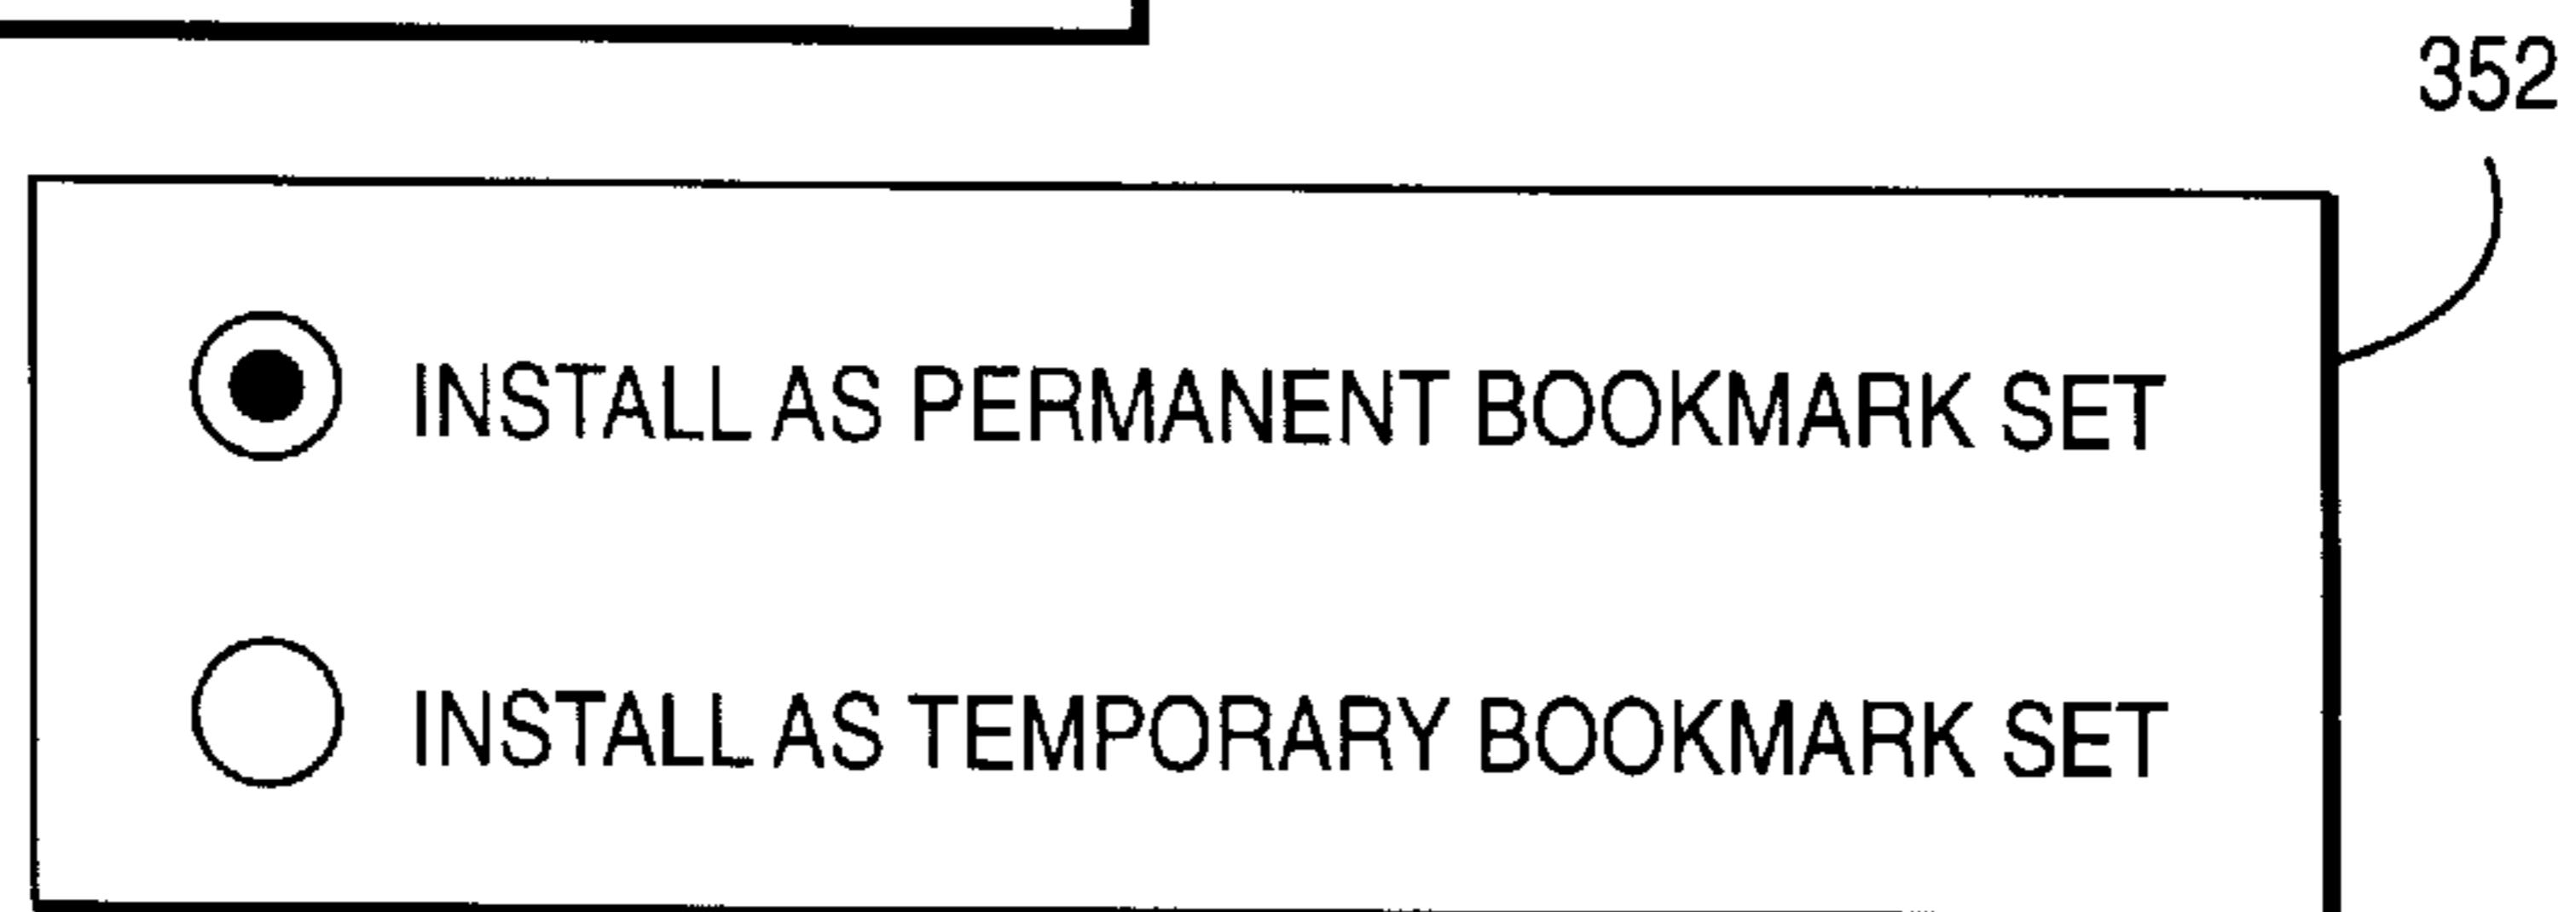 352
INSTALL AS PERMANENT BOOKMARK SET
INSTALL AS TEMPORARY BOOKMARK SET